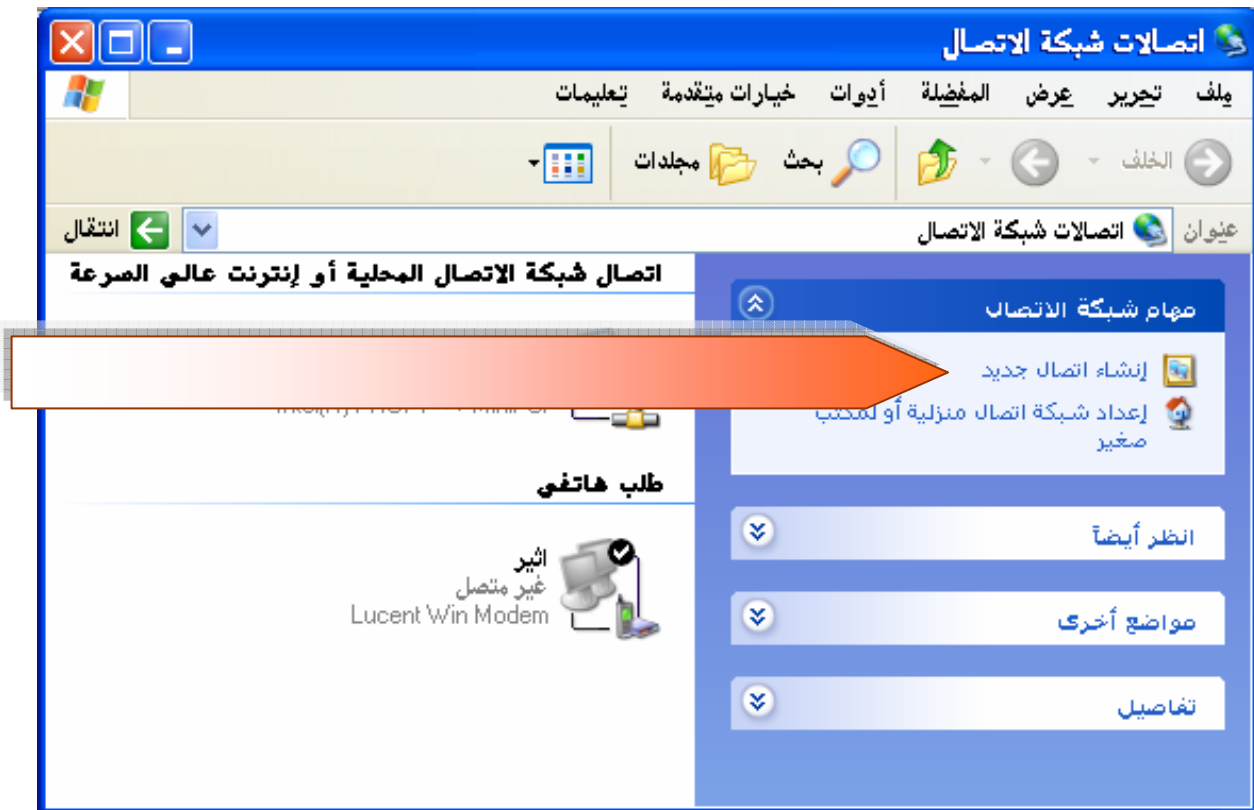 اتصالات شبكة الاتصال
ملف تحرير عرض المفضلة أدوات خيارات متقدمة تعليمات
الخلف بحث مجلدات
عنوان اتصالات شبكة الاتصال انتقال
مهام شبكة الاتصال
إنشاء اتصال جديد
إعداد شبكة اتصال منزلية أو لمكتب
صغير
انظر أيضاً
مواضع أخرى
تفاصيل
اتصال شبكة الاتصال المحلية أو إنترنت عالي السرعة
طلب هاتفي
اثير
غير متصل
Lucent Win Modem